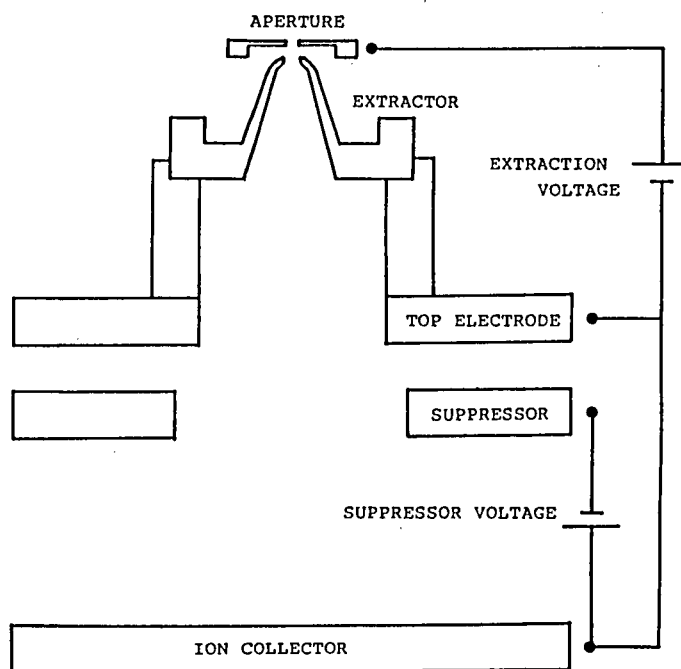 APERTURE
EXTRACTOR
EXTRACTION
VOLTAGE
TOP ELECTRODE
SUPPRESSOR
SUPPRESSOR VOLTAGE
ION COLLECTOR